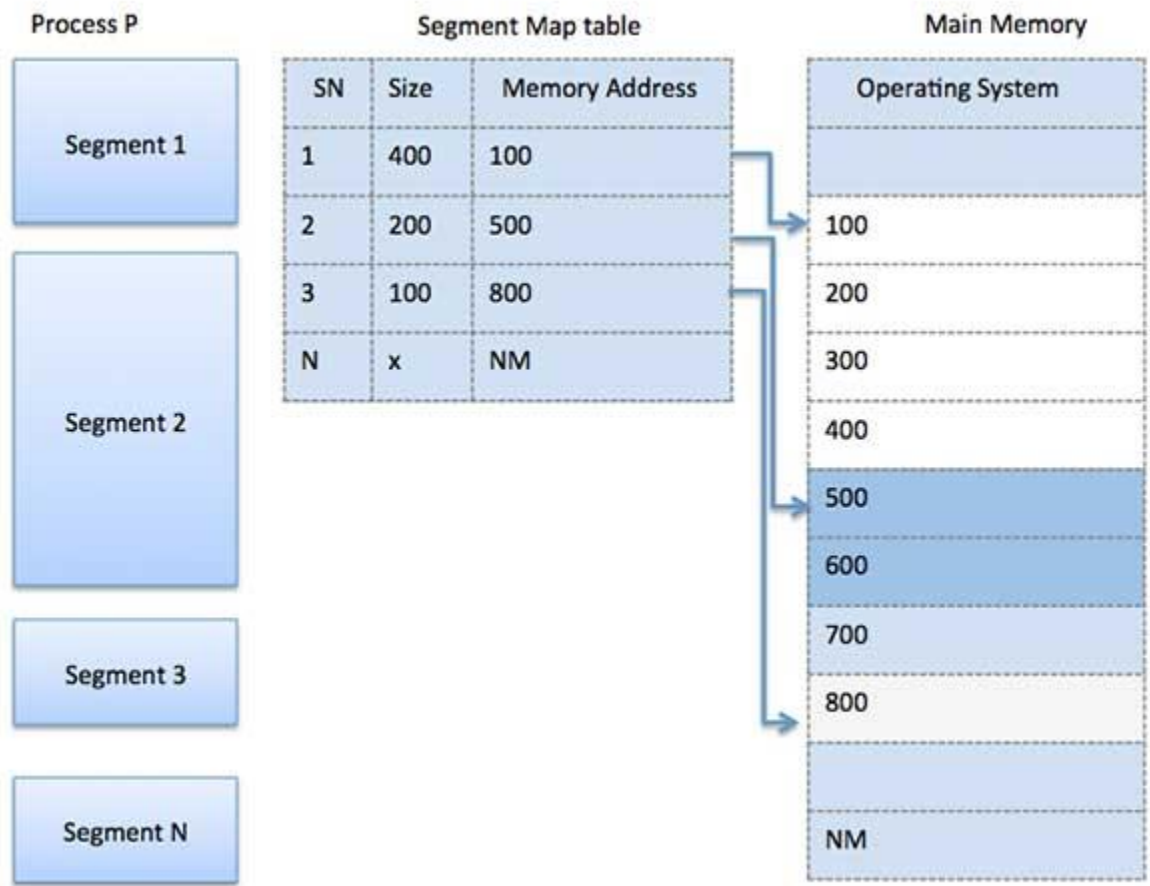 Process P
Segment 1
Segment 2
Segment 3
Segment N
Segment Map table
SN Size Memory Address
1 400 100
2 200 500
3 100 800
N x NM
Main Memory
Operating System
100
200
300
400
500
600
700
800
NM